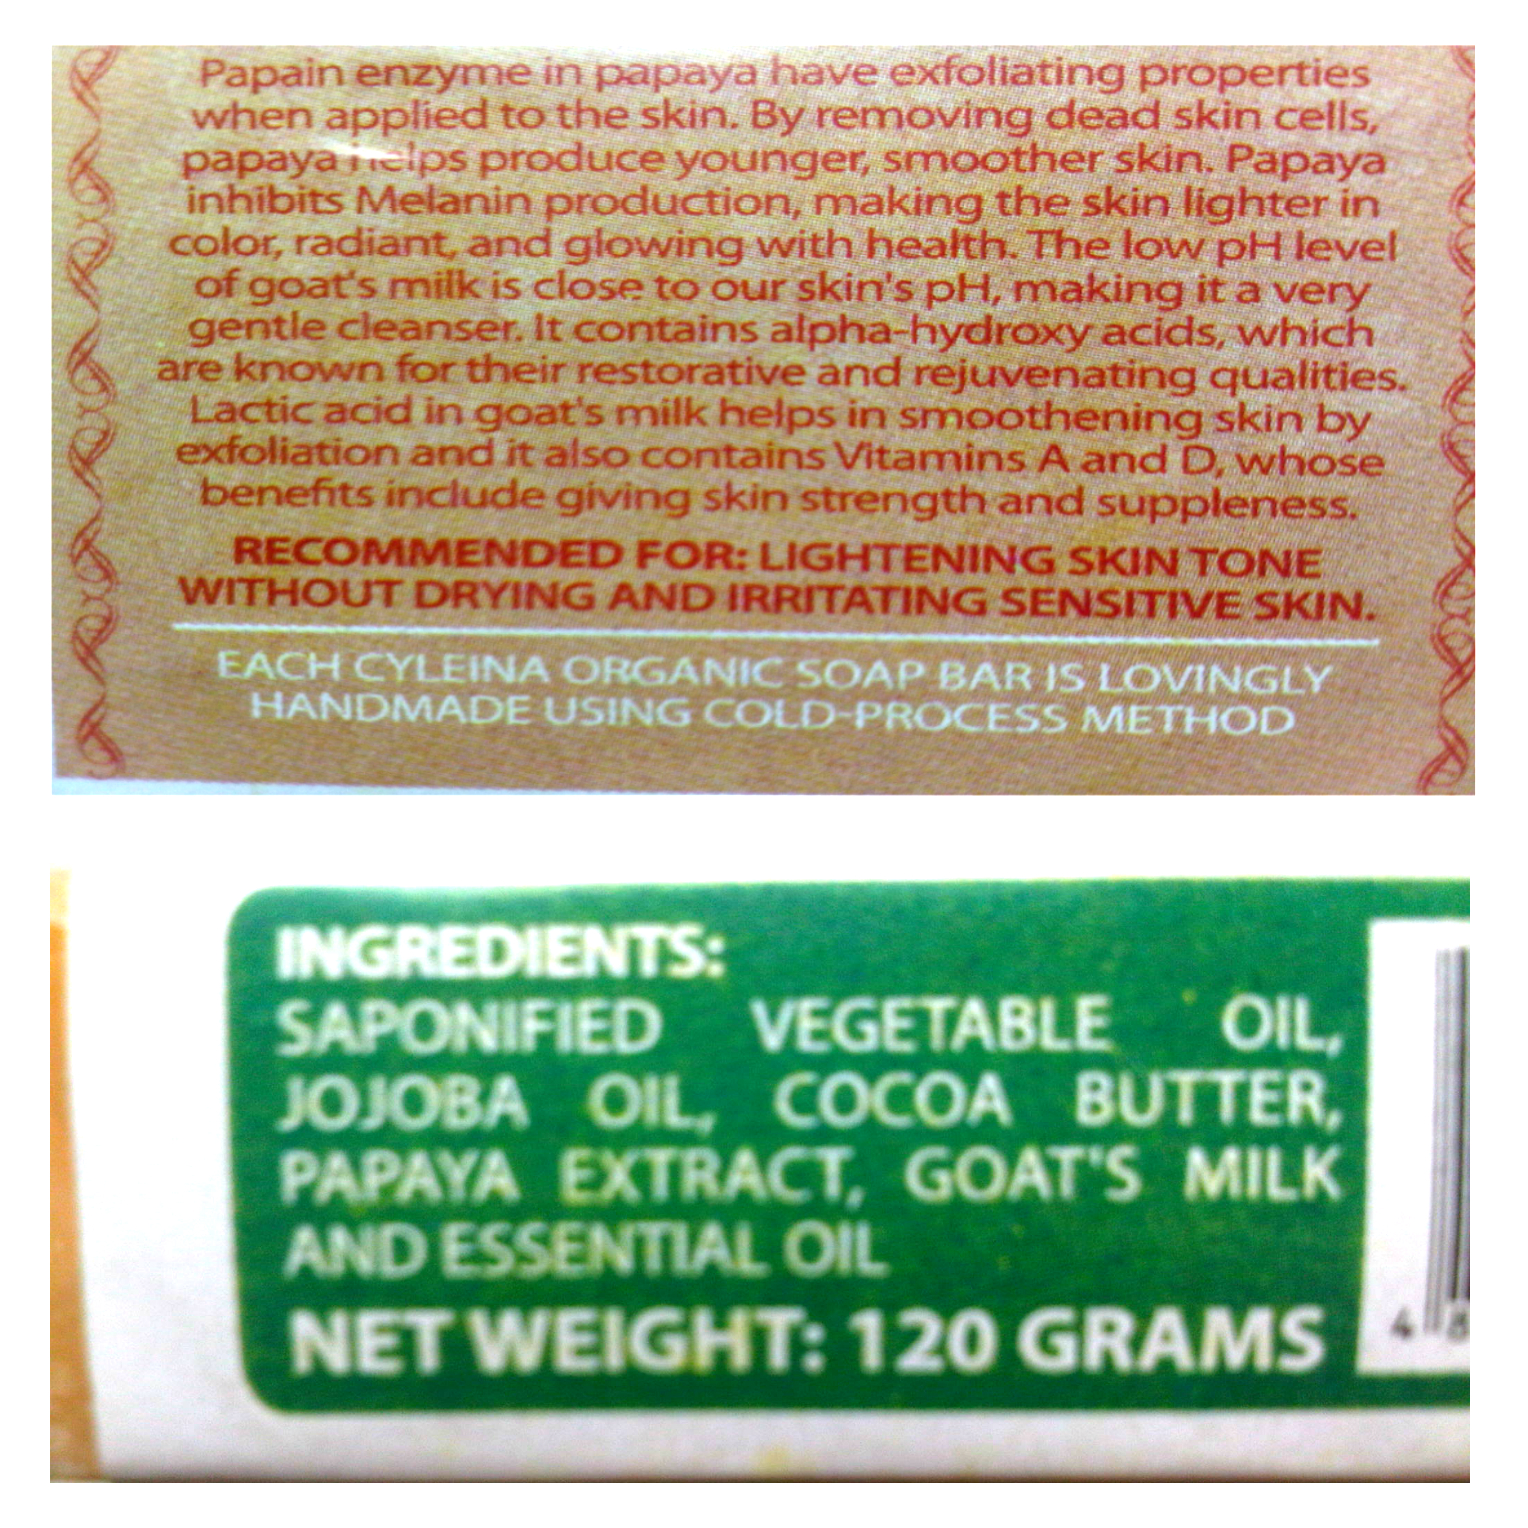 Papain enzyme in papaya have exfoliating properties
when applied to the skin. By removing dead skin cells,
papaya helps produce younger, smoother skin. Papaya
inhibits Melanin production, making the skin lighter in
color, radiant, and glowing with health. The low pH level
of goat's milk is close to our skin's pH, making it a very
gentle cleanser. It contains alpha-hydroxy acids, which
are known for their restorative and rejuvenating qualities.
Lactic acid in goat's milk helps in smoothening skin by
exfoliation and it also contains Vitamins A and D, whose
benefits include giving skin strength and suppleness.
RECOMMENDED FOR: LIGHTENING SKIN TONE
WITHOUT DRYING AND IRRITATING SENSITIVE SKIN.
EACH CYLEINA ORGANIC SOAP BAR IS LOVINGLY
HANDMADE USING COLD-PROCESS METHOD
INGREDIENTS:
SAPONIFIED VEGETABLE OIL,
JOJOBA OIL, COCOA BUTTER,
PAPAYA EXTRACT, GOAT'S MILK
AND ESSENTIAL OIL
NET WEIGHT: 120 GRAMS
4